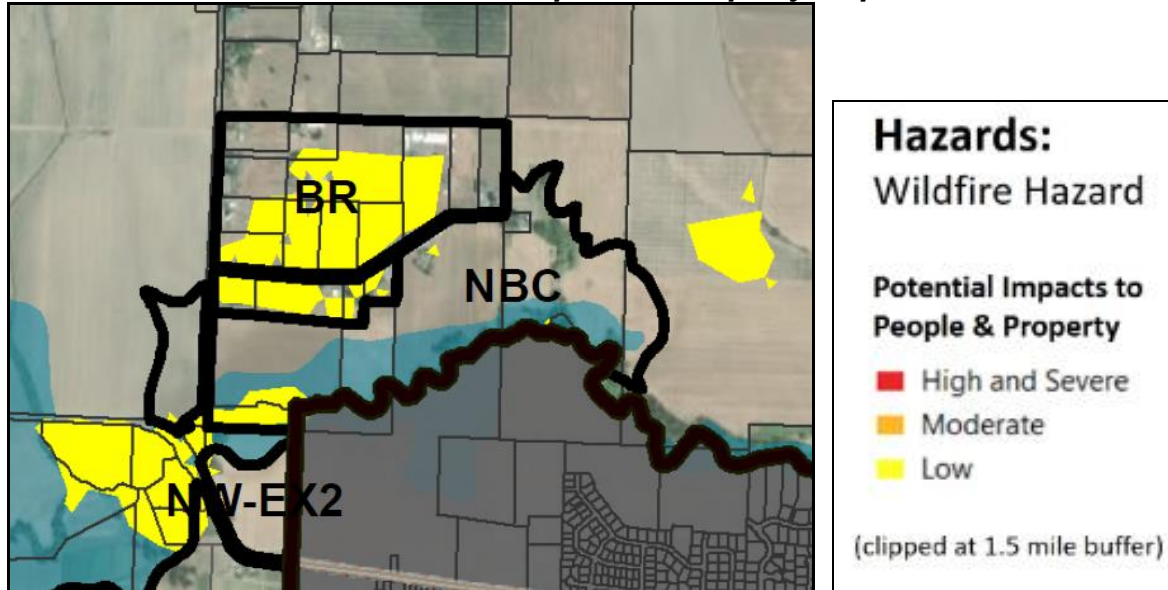 BR
NBC
NW-EX2
Hazards:
Wildfire Hazard
Potential Impacts to
People & Property
High and Severe
Moderate
Low
(clipped at 1.5 mile buffer)